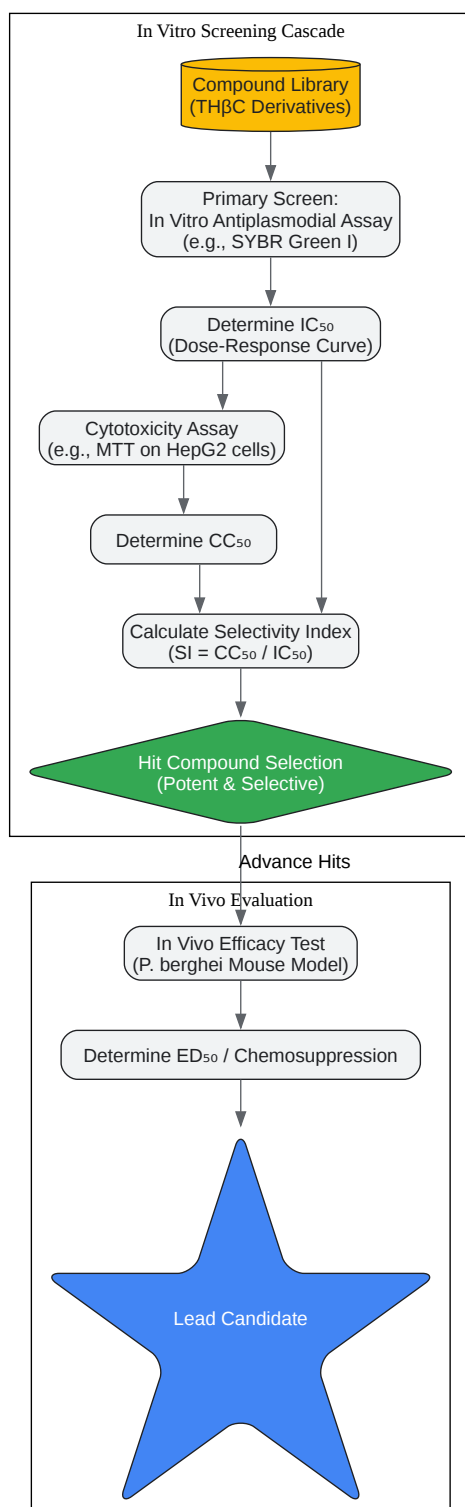 In Vitro Screening Cascade
Compound Library
(THβC Derivatives)
Primary Screen:
In Vitro Antiplasmodial Assay
(e.g., SYBR Green I)
Determine IC₅₀
(Dose-Response Curve)
Cytotoxicity Assay
(e.g., MTT on HepG2 cells)
Determine CC₅₀
Calculate Selectivity Index
(SI = CC₅₀ / IC₅₀)
Hit Compound Selection
(Potent & Selective)
Advance Hits
In Vivo Evaluation
In Vivo Efficacy Test
(P. berghei Mouse Model)
Determine ED₅₀ / Chemosuppression
Lead Candidate